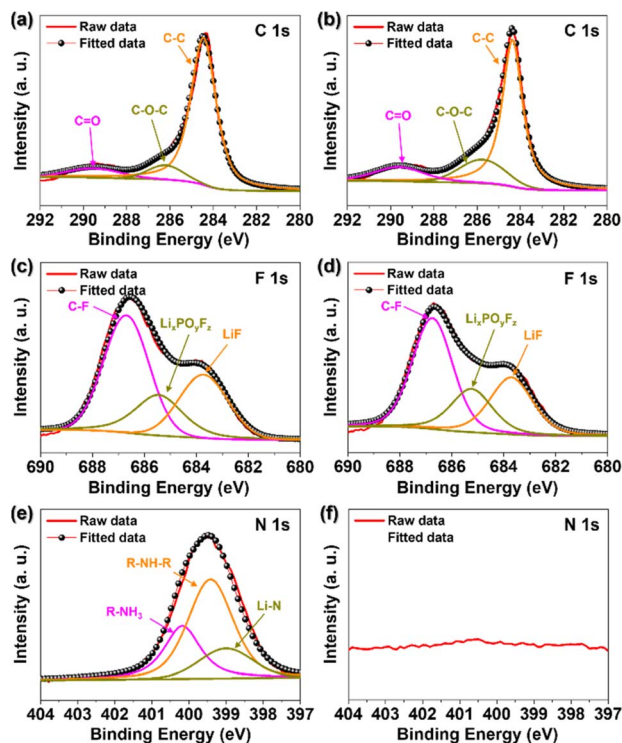 (a)
Raw data
Fitted data
C 1s
C-C
C=O
C-O-C
Intensity (a. u.)
292 290 288 286 284 282 280
Binding Energy (eV)
(b)
Raw data
Fitted data
C 1s
C-C
C-O-C
C=O
Intensity (a. u.)
292 290 288 286 284 282 280
Binding Energy (eV)
(c)
Raw data
Fitted data
F 1s
C-F
LiₓPOᵧF_z
LiF
Intensity (a. u.)
690 688 686 684 682 680
Binding Energy (eV)
(d)
Raw data
Fitted data
F 1s
C-F
LiₓPOᵧF_z
LiF
Intensity (a. u.)
690 688 686 684 682 680
Binding Energy (eV)
(e)
Raw data
Fitted data
N 1s
R-NH-R
R-NH₃
Li-N
Intensity (a. u.)
404 403 402 401 400 399 398 397
Binding Energy (eV)
(f)
Raw data
Fitted data
N 1s
Intensity (a. u.)
404 403 402 401 400 399 398 397
Binding Energy (eV)